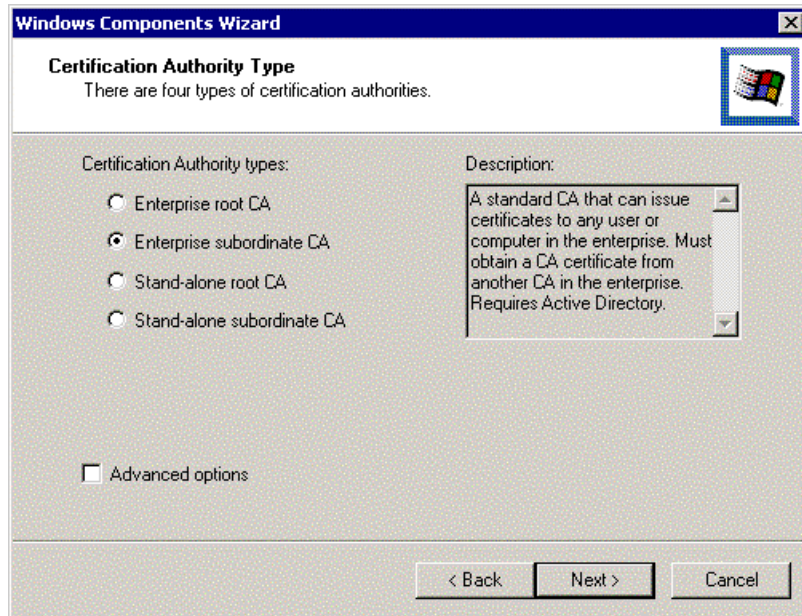 Windows Components Wizard
Certification Authority Type
There are four types of certification authorities.
Certification Authority types:
Enterprise root CA
Enterprise subordinate CA
Stand-alone root CA
Stand-alone subordinate CA
Description:
A standard CA that can issue
certificates to any user or
computer in the enterprise. Must
obtain a CA certificate from
another CA in the enterprise.
Requires Active Directory.
Advanced options
< Back
Next >
Cancel